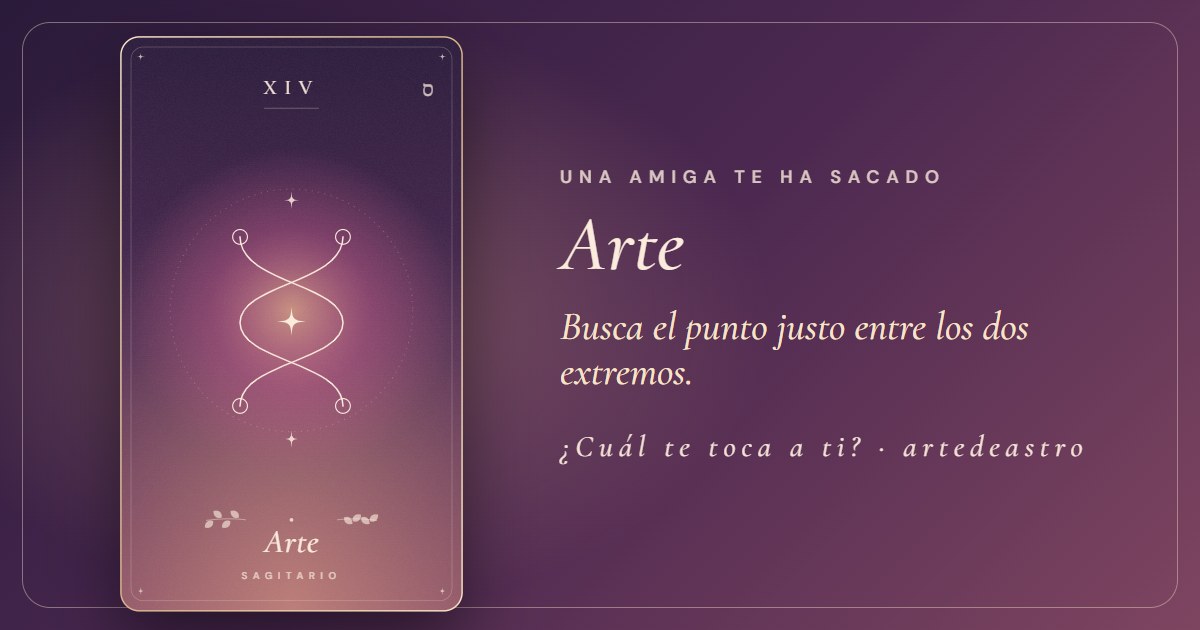 XIV
ס
UNA AMIGA TE HA SACADO
Arte
Busca el punto justo entre los dos
extremos.
¿Cuál te toca a ti? · artedeastro
Arte
SAGITARIO